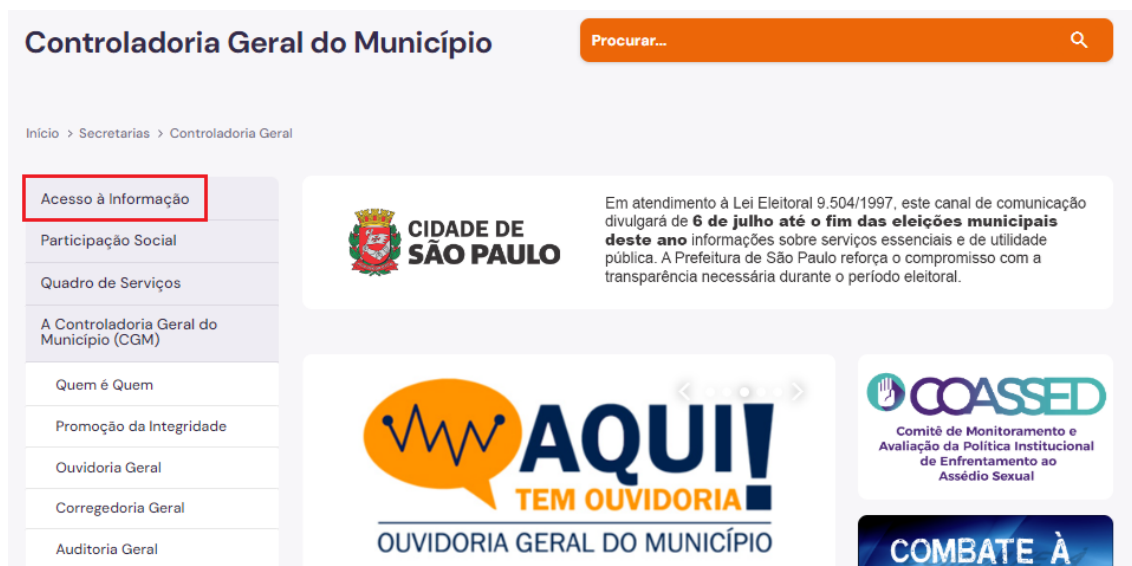 Controladoria Geral do Município
Procurar...
Início > Secretarias > Controladoria Geral
Acesso à Informação
Participação Social
Quadro de Serviços
A Controladoria Geral do
Município (CGM)
Quem é Quem
Promoção da Integridade
Ouvidoria Geral
Corregedoria Geral
Auditoria Geral
CIDADE DE
SÃO PAULO
Em atendimento à Lei Eleitoral 9.504/1997, este canal de comunicação
divulgará de 6 de julho até o fim das eleições municipais
deste ano informações sobre serviços essenciais e de utilidade
pública. A Prefeitura de São Paulo reforça o compromisso com a
transparência necessária durante o período eleitoral.
AQUI!
TEM OUVIDORIA
OUVIDORIA GERAL DO MUNICÍPIO
COASSED
Comitê de Monitoramento e
Avaliação da Política Institucional
de Enfrentamento ao
Assédio Sexual
COMBATE À